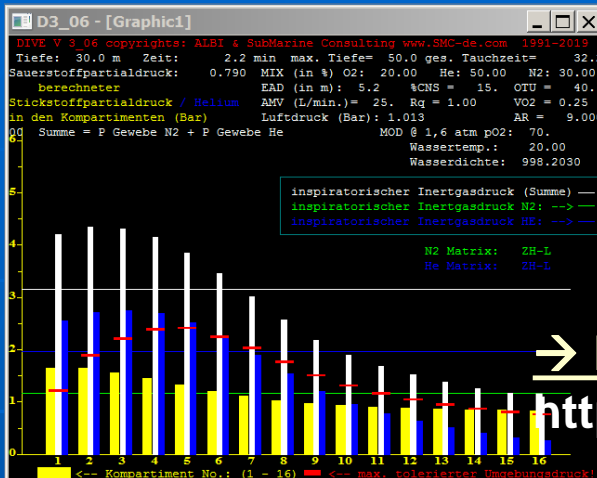 D3_06 - [Graphic1]
DIVE V 3_06 copyrights: ALBI & SubMarine Consulting www.SMC-de.com 1991-2019
Tiefe: 30.0 m Zeit: 2.2 min max. Tiefe= 50.0 ges. Tauchzeit= 32.
Sauerstoffpartialdruck: 0.790 MIX (in %) O2: 20.00 He: 50.00 N2: 30.00
berechneter EAD (in m): 5.2 %CNS = 15. OTU = 40.
Stickstoffpartialdruck / Helium AMV (L/min.)= 25. Rq = 1.00 VO2 = 0.25
in den Kompartimenten (Bar) Luftdruck (Bar): 1.013 AR = 9.000
Summe = P Gewebe N2 + P Gewebe He MOD @ 1,6 atm pO2: 70.
Wassertemp.: 20.00
Wasserdichte: 998.2030
inspiratorischer Inertgasdruck (Summe)
inspiratorischer Inertgasdruck N2: -->
inspiratorischer Inertgasdruck HE: -->
N2 Matrix: ZH-L
He Matrix: ZH-L
5
4
3
2
1
0
→
htt
1 2 3 4 5 6 7 8 9 10 11 12 13 14 15 16
<-- Kompartiment No.: (1 - 16) <-- max. tolerierter Umgebungsdruck!